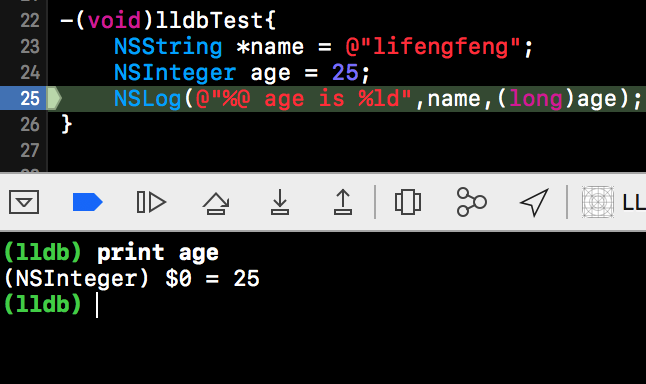 22 -(void)lldbTest{
23 NSString *name = @"lifengfeng";
24 NSInteger age = 25;
25 NSLog(@"%@ age is %ld",name,(long)age);
26 }
27
LL
(lldb) print age
(NSInteger) $0 = 25
(lldb)